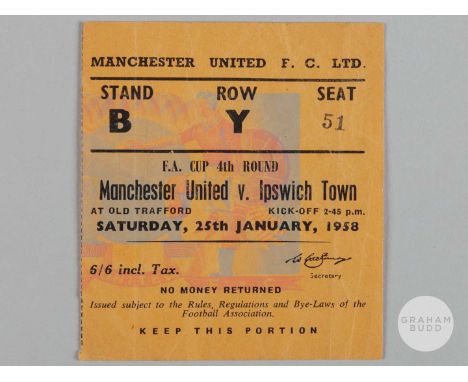 MANCHESTER UNITED F. C. LTD.
STAND ROW SEAT
B Y 51
F.A. CUP 4th ROUND
Manchester United v. Ipswich Town
AT OLD TRAFFORD KICK-OFF 2-45 p.m.
SATURDAY, 25th JANUARY, 1958
6/6 incl. Tax.
Secretary
NO MONEY RETURNED
Issued subject to the Rules, Regulations and Bye-Laws of the
Football Association.
KEEP THIS PORTION
GRAHAM
BUDD